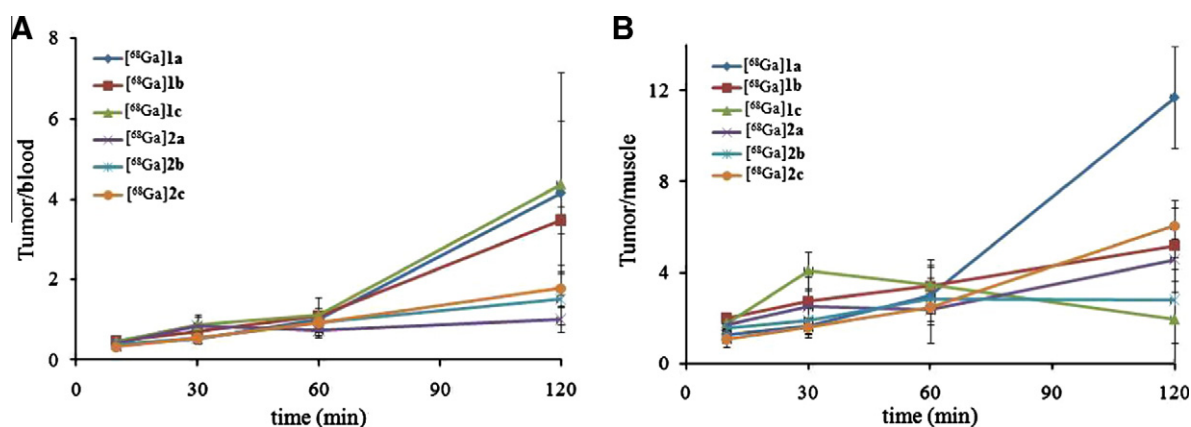 A
Tumor/blood
8
6
4
2
0
[⁶⁸Ga]1a
[⁶⁸Ga]1b
[⁶⁸Ga]1c
[⁶⁸Ga]2a
[⁶⁸Ga]2b
[⁶⁸Ga]2c
0 30 60 90 120
time (min)
B
Tumor/muscle
12
8
4
0
[⁶⁸Ga]1a
[⁶⁸Ga]1b
[⁶⁸Ga]1c
[⁶⁸Ga]2a
[⁶⁸Ga]2b
[⁶⁸Ga]2c
0 30 60 90 120
time (min)